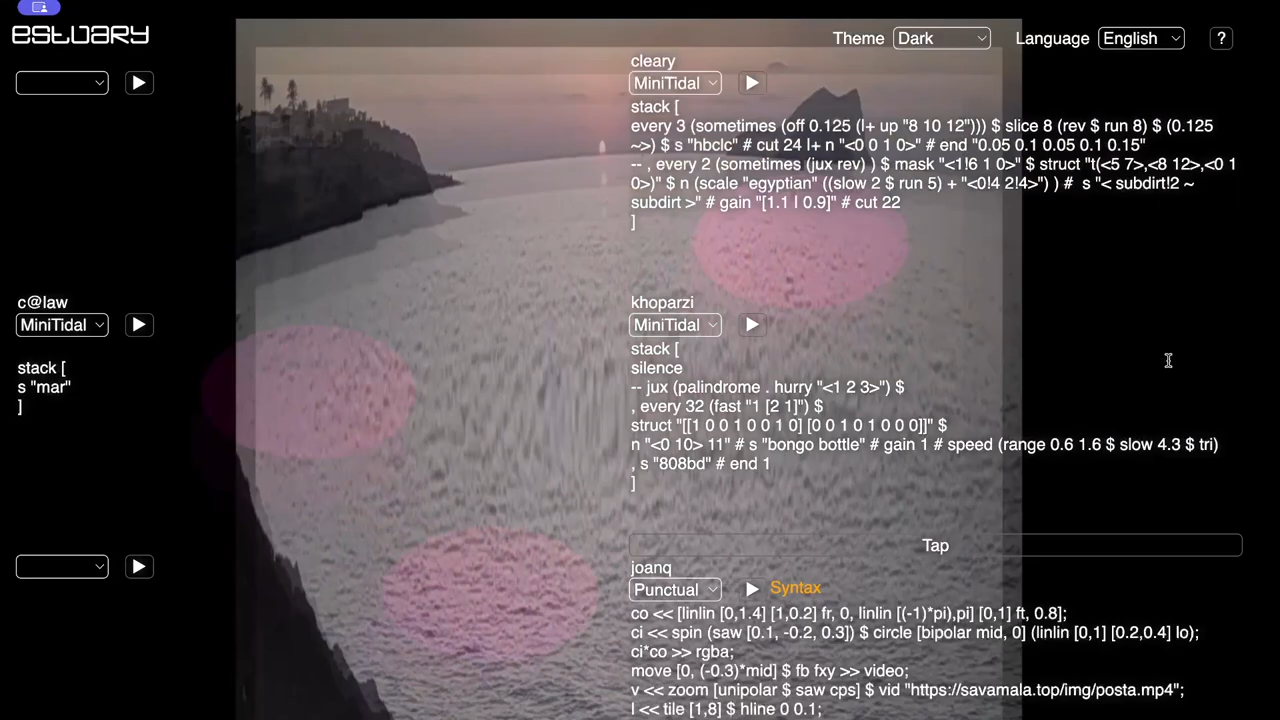 estuary
Theme Dark Language English ?
cleary
MiniTidal
stack [
every 3 (sometimes (off 0.125 (|+ up "8 10 12"))) $ slice 8 (rev $ run 8) $ (0.125
~>) $ s "hbclc" # cut 24 |+ n "<0 0 1 0>" # end "0.05 0.1 0.05 0.1 0.15"
-- , every 2 (sometimes (jux rev) ) $ mask "<1!6 1 0>" $ struct "t(<5 7>,<8 12>,<0 1
0>)" $ n (scale "egyptian" ((slow 2 $ run 5) + "<0!4 2!4>") ) #  s "< subdirt!2 ~
subdirt >" # gain "[1.1 | 0.9]" # cut 22
]
c@law
MiniTidal
stack [
s "mar"
]
khoparzi
MiniTidal
stack [
silence
-- jux (palindrome . hurry "<1 2 3>") $
, every 32 (fast "1 [2 1]") $
struct "[[1 0 0 1 0 0 1 0] [0 0 1 0 1 0 0 0]]" $
n "<0 10> 11" # s "bongo bottle" # gain 1 # speed (range 0.6 1.6 $ slow 4.3 $ tri)
, s "808bd" # end 1
]
Tap
joanq
Punctual Syntax
co << [linlin [0,1.4] [1,0.2] fr, 0, linlin [(-1)*pi),pi] [0,1] ft, 0.8];
ci << spin (saw [0.1, -0.2, 0.3]) $ circle [bipolar mid, 0] (linlin [0,1] [0.2,0.4] lo);
ci*co >> rgba;
move [0, (-0.3)*mid] $ fb fxy >> video;
v << zoom [unipolar $ saw cps] $ vid "https://savamala.top/img/posta.mp4";
l << tile [1,8] $ hline 0 0.1;